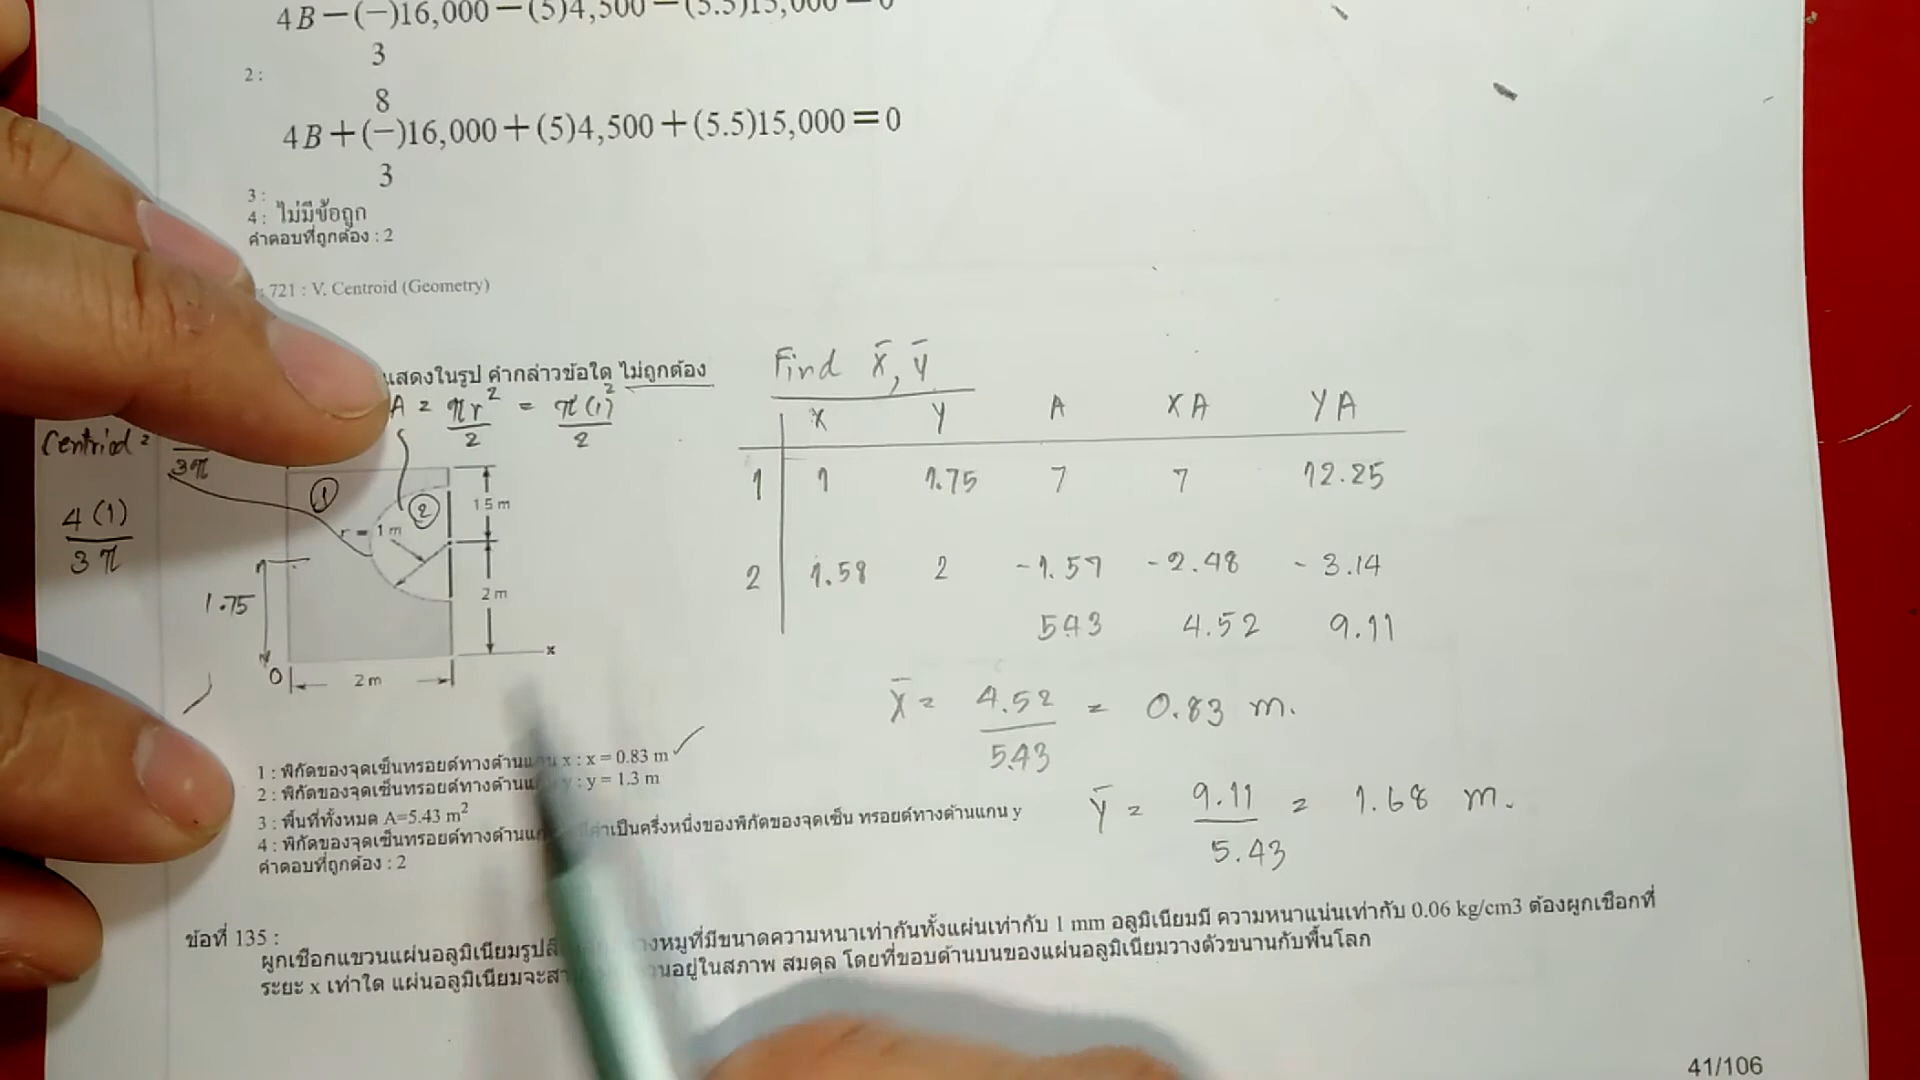 4B−(−)16,000−(5)4,500−(5.5)15,000=0
3
2 :
8
4B+(−)16,000+(5)4,500+(5.5)15,000=0
3
3 :
4 : ไม่มีข้อถูก
คำตอบที่ถูกต้อง : 2
721 : V. Centroid (Geometry)
แสดงในรูป คำกล่าวข้อใด ไม่ถูกต้อง
A = πr² / 2 = π(1)² / 2
Centriod =
3π
4(1)
3π
1
2
1.5 m
r = 1 m
1.75
2 m
x
0
2 m
Find X̄, Ȳ
X Y A XA YA
1 1 1.75 7 7 12.25
2 1.58 2 -1.57 -2.48 - 3.14
5.43 4.52 9.11
X̄ = 4.52 / 5.43 = 0.83 m.
Ȳ = 9.11 / 5.43 = 1.68 m.
1 : พิกัดของจุดเซ็นทรอยด์ทางด้านแกน x : x = 0.83 m ✓
2 : พิกัดของจุดเซ็นทรอยด์ทางด้านแกน y : y = 1.3 m
3 : พื้นที่ทั้งหมด A=5.43 m²
4 : พิกัดของจุดเซ็นทรอยด์ทางด้านแกน มีค่าเป็นครึ่งหนึ่งของพิกัดของจุดเซ็น ทรอยด์ทางด้านแกน y
คำตอบที่ถูกต้อง : 2
ข้อที่ 135 :
ผูกเชือกแขวนแผ่นอลูมิเนียมรูปสี่ หมูที่มีขนาดความหนาเท่ากันทั้งแผ่นเท่ากับ 1 mm อลูมิเนียมมี ความหนาแน่นเท่ากับ 0.06 kg/cm3 ต้องผูกเชือกที่
ระยะ x เท่าใด แผ่นอลูมิเนียมจะ อยู่ในสภาพ สมดุล โดยที่ขอบด้านบนของแผ่นอลูมิเนียมวางตัวขนานกับพื้นโลก
41/106